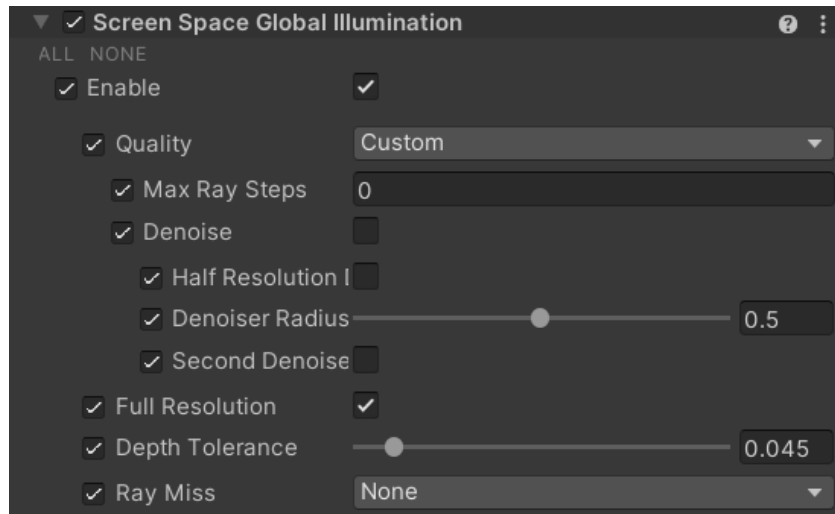 Screen Space Global Illumination
ALL NONE
Enable
Quality Custom
Max Ray Steps 0
Denoise
Half Resolution
Denoiser Radius 0.5
Second Denoise
Full Resolution
Depth Tolerance 0.045
Ray Miss None